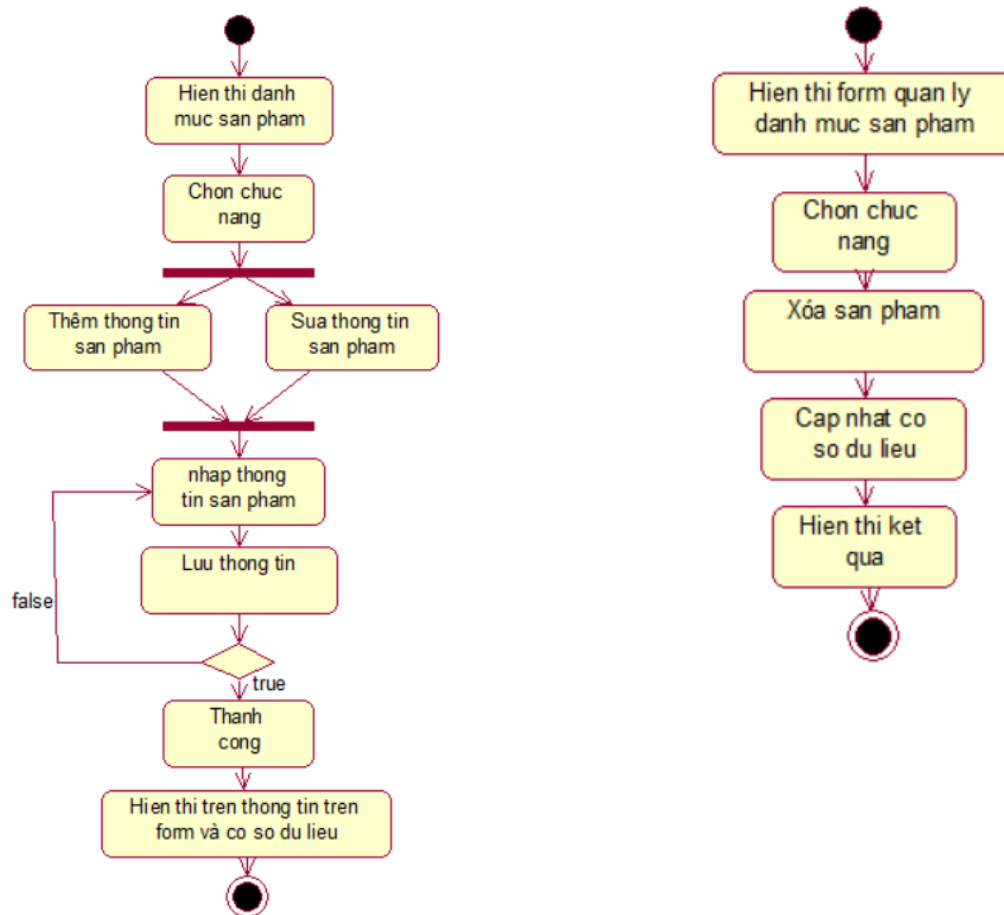 Hien thi danh
muc san pham
Chon chuc
nang
Thêm thong tin
san pham
Sua thong tin
san pham
nhap thong
tin san pham
Luu thong tin
false
true
Thanh
cong
Hien thi tren thong tin tren
form và co so du lieu
Hien thi form quan ly
danh muc san pham
Chon chuc
nang
Xóa san pham
Cap nhat co
so du lieu
Hien thi ket
qua